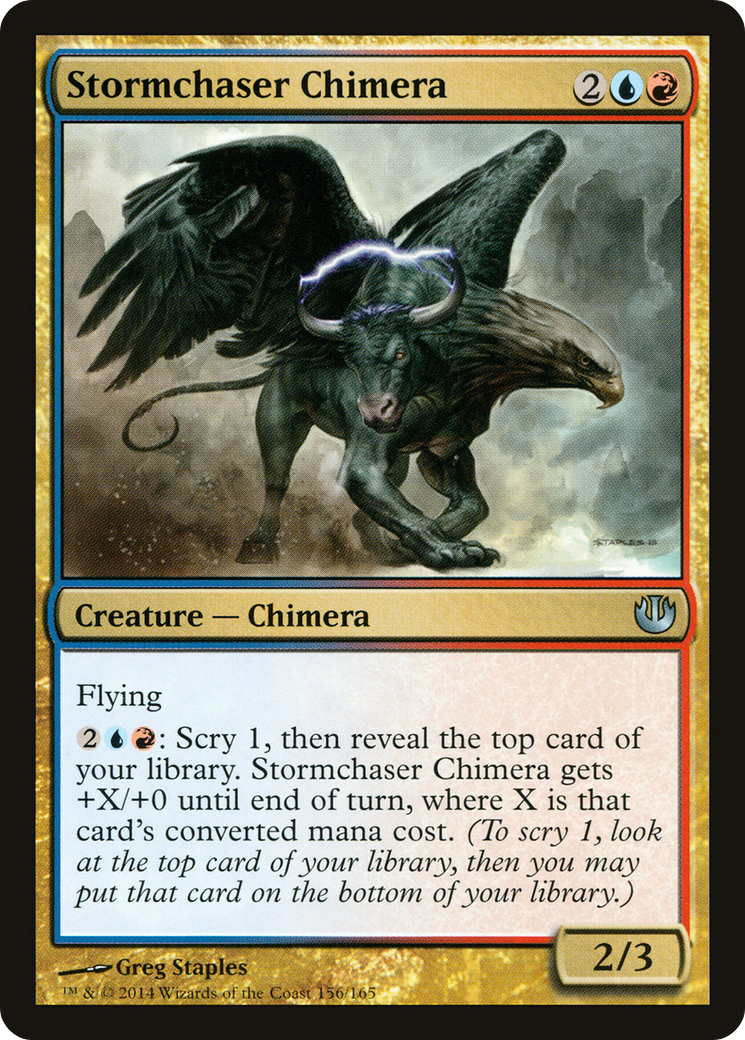 Stormchaser Chimera 2
STAPLES-13
Creature — Chimera
Flying
2 : Scry 1, then reveal the top card of
your library. Stormchaser Chimera gets
+X/+0 until end of turn, where X is that
card's converted mana cost. (To scry 1, look
at the top card of your library, then you may
put that card on the bottom of your library.)
2/3
Greg Staples
™ & © 2014 Wizards of the Coast 156/165